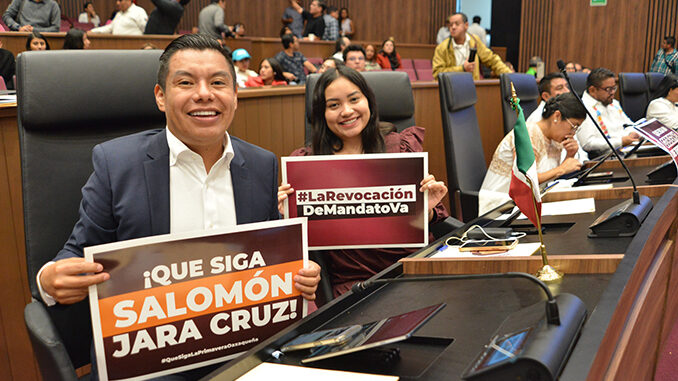 ¡QUE SIGA
SALOMÓN
JARA CRUZ!
#QueSigaLaPrimaveraOaxaqueña
#LaRevocación
DeMandatoVa